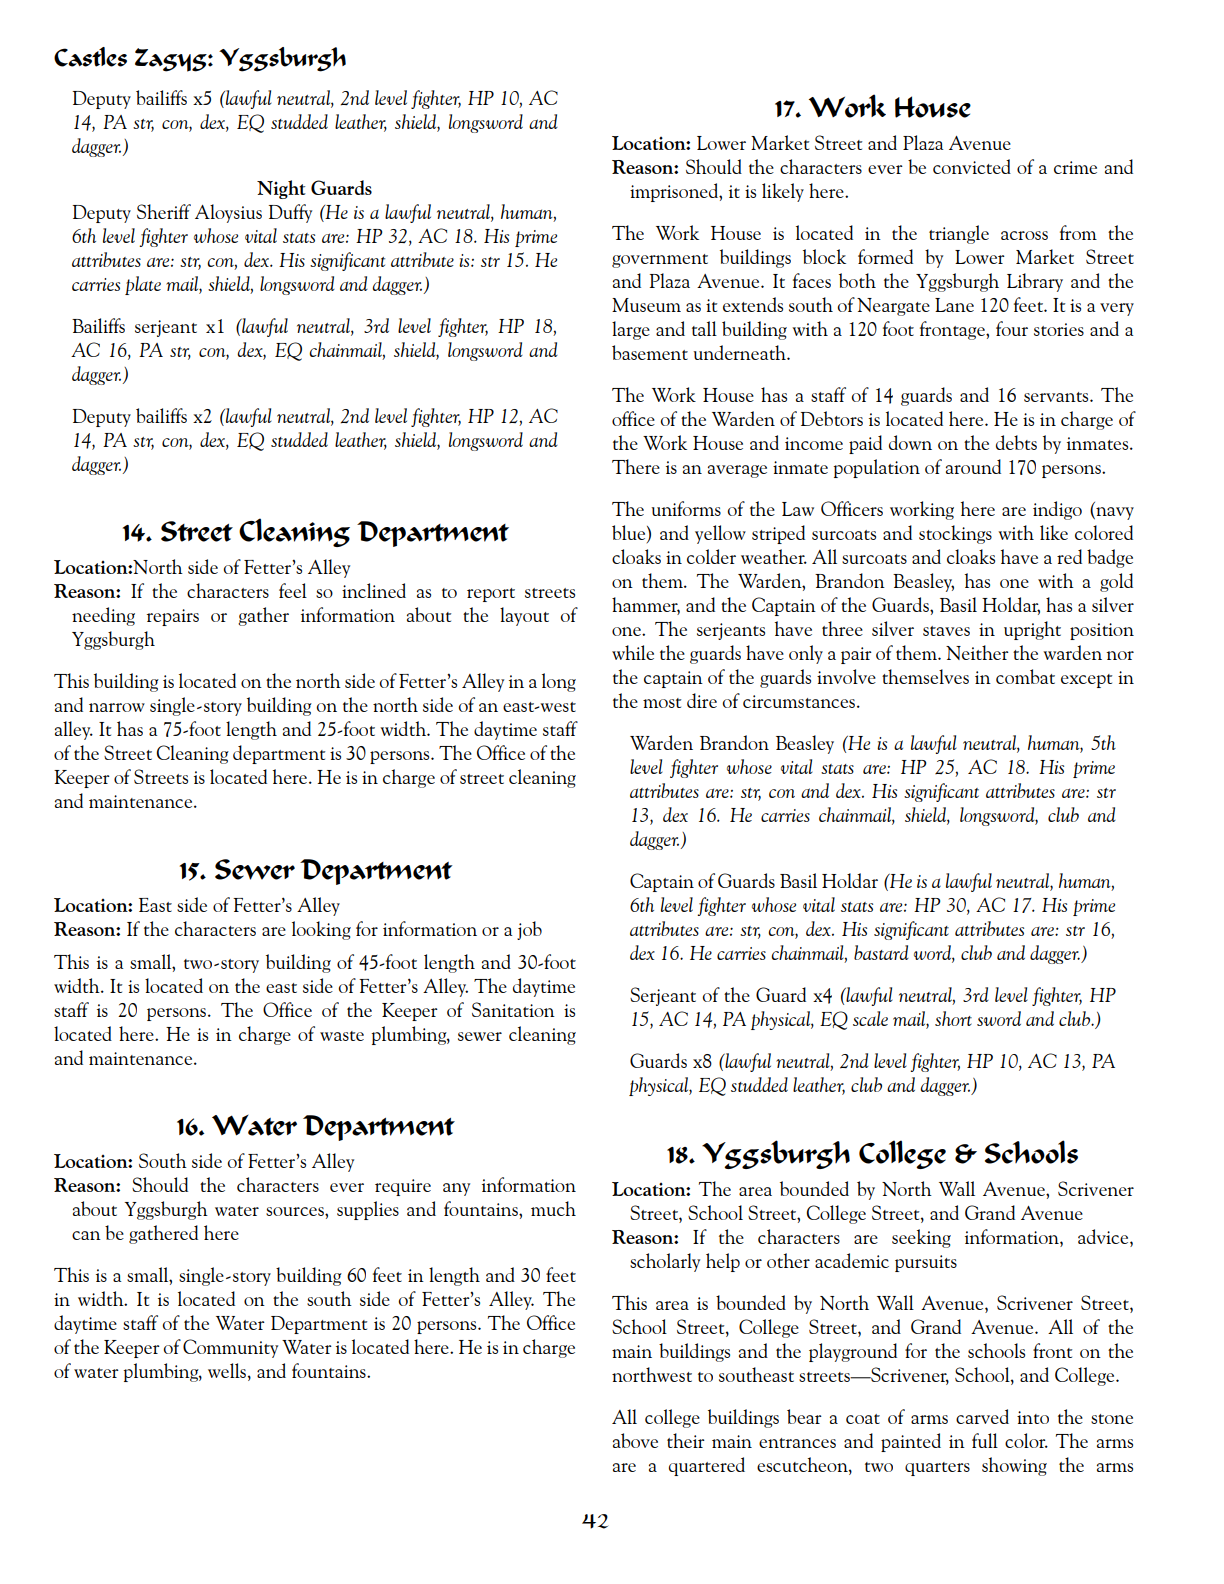 Castles Zagyg: Yggsburgh
Deputy bailiffs x5 (lawful neutral, 2nd level fighter, HP 10, AC
14, PA str, con, dex, EQ studded leather, shield, longsword and
dagger.)
Night Guards
Deputy Sheriff Aloysius Duffy (He is a lawful neutral, human,
6th level fighter whose vital stats are: HP 32, AC 18. His prime
attributes are: str, con, dex. His significant attribute is: str 15. He
carries plate mail, shield, longsword and dagger.)
Bailiffs serjeant x1 (lawful neutral, 3rd level fighter, HP 18,
AC 16, PA str, con, dex, EQ chainmail, shield, longsword and
dagger.)
Deputy bailiffs x2 (lawful neutral, 2nd level fighter, HP 12, AC
14, PA str, con, dex, EQ studded leather, shield, longsword and
dagger.)
14. Street Cleaning Department
Location:North side of Fetter's Alley
Reason: If the characters feel so inclined as to report streets
needing repairs or gather information about the layout of
Yggsburgh
This building is located on the north side of Fetter's Alley in a long
and narrow single-story building on the north side of an east-west
alley. It has a 75-foot length and 25-foot width. The daytime staff
of the Street Cleaning department is 30 persons. The Office of the
Keeper of Streets is located here. He is in charge of street cleaning
and maintenance.
15. Sewer Department
Location: East side of Fetter's Alley
Reason: If the characters are looking for information or a job
This is a small, two-story building of 45-foot length and 30-foot
width. It is located on the east side of Fetter's Alley. The daytime
staff is 20 persons. The Office of the Keeper of Sanitation is
located here. He is in charge of waste plumbing, sewer cleaning
and maintenance.
16. Water Department
Location: South side of Fetter's Alley
Reason: Should the characters ever require any information
about Yggsburgh water sources, supplies and fountains, much
can be gathered here
This is a small, single-story building 60 feet in length and 30 feet
in width. It is located on the south side of Fetter's Alley. The
daytime staff of the Water Department is 20 persons. The Office
of the Keeper of Community Water is located here. He is in charge
of water plumbing, wells, and fountains.
17. Work House
Location: Lower Market Street and Plaza Avenue
Reason: Should the characters ever be convicted of a crime and
imprisoned, it is likely here.
The Work House is located in the triangle across from the
government buildings block formed by Lower Market Street
and Plaza Avenue. It faces both the Yggsburgh Library and the
Museum as it extends south of Neargate Lane 120 feet. It is a very
large and tall building with a 120 foot frontage, four stories and a
basement underneath.
The Work House has a staff of 14 guards and 16 servants. The
office of the Warden of Debtors is located here. He is in charge of
the Work House and income paid down on the debts by inmates.
There is an average inmate population of around 170 persons.
The uniforms of the Law Officers working here are indigo (navy
blue) and yellow striped surcoats and stockings with like colored
cloaks in colder weather. All surcoats and cloaks have a red badge
on them. The Warden, Brandon Beasley, has one with a gold
hammer, and the Captain of the Guards, Basil Holdar, has a silver
one. The serjeants have three silver staves in upright position
while the guards have only a pair of them. Neither the warden nor
the captain of the guards involve themselves in combat except in
the most dire of circumstances.
Warden Brandon Beasley (He is a lawful neutral, human, 5th
level fighter whose vital stats are: HP 25, AC 18. His prime
attributes are: str, con and dex. His significant attributes are: str
13, dex 16. He carries chainmail, shield, longsword, club and
dagger.)
Captain of Guards Basil Holdar (He is a lawful neutral, human,
6th level fighter whose vital stats are: HP 30, AC 17. His prime
attributes are: str, con, dex. His significant attributes are: str 16,
dex 16. He carries chainmail, bastard word, club and dagger.)
Serjeant of the Guard x4 (lawful neutral, 3rd level fighter, HP
15, AC 14, PA physical, EQ scale mail, short sword and club.)
Guards x8 (lawful neutral, 2nd level fighter, HP 10, AC 13, PA
physical, EQ studded leather, club and dagger.)
18. Yggsburgh College & Schools
Location: The area bounded by North Wall Avenue, Scrivener
Street, School Street, College Street, and Grand Avenue
Reason: If the characters are seeking information, advice,
scholarly help or other academic pursuits
This area is bounded by North Wall Avenue, Scrivener Street,
School Street, College Street, and Grand Avenue. All of the
main buildings and the playground for the schools front on the
northwest to southeast streets—Scrivener, School, and College.
All college buildings bear a coat of arms carved into the stone
above their main entrances and painted in full color. The arms
are a quartered escutcheon, two quarters showing the arms
42